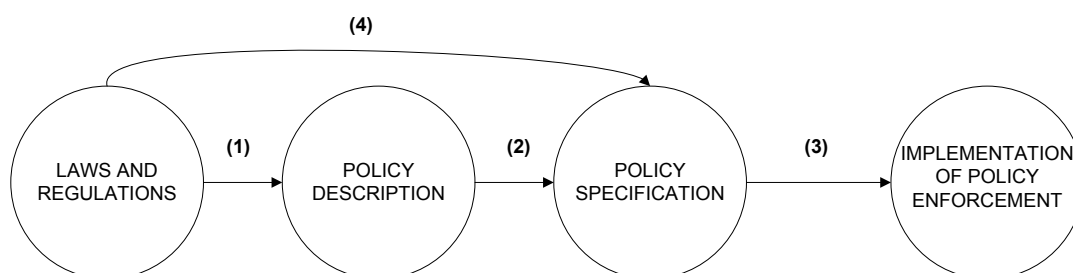 (4)
(1)
(2)
(3)
LAWS AND
REGULATIONS
POLICY
DESCRIPTION
POLICY
SPECIFICATION
IMPLEMENTATION
OF POLICY
ENFORCEMENT